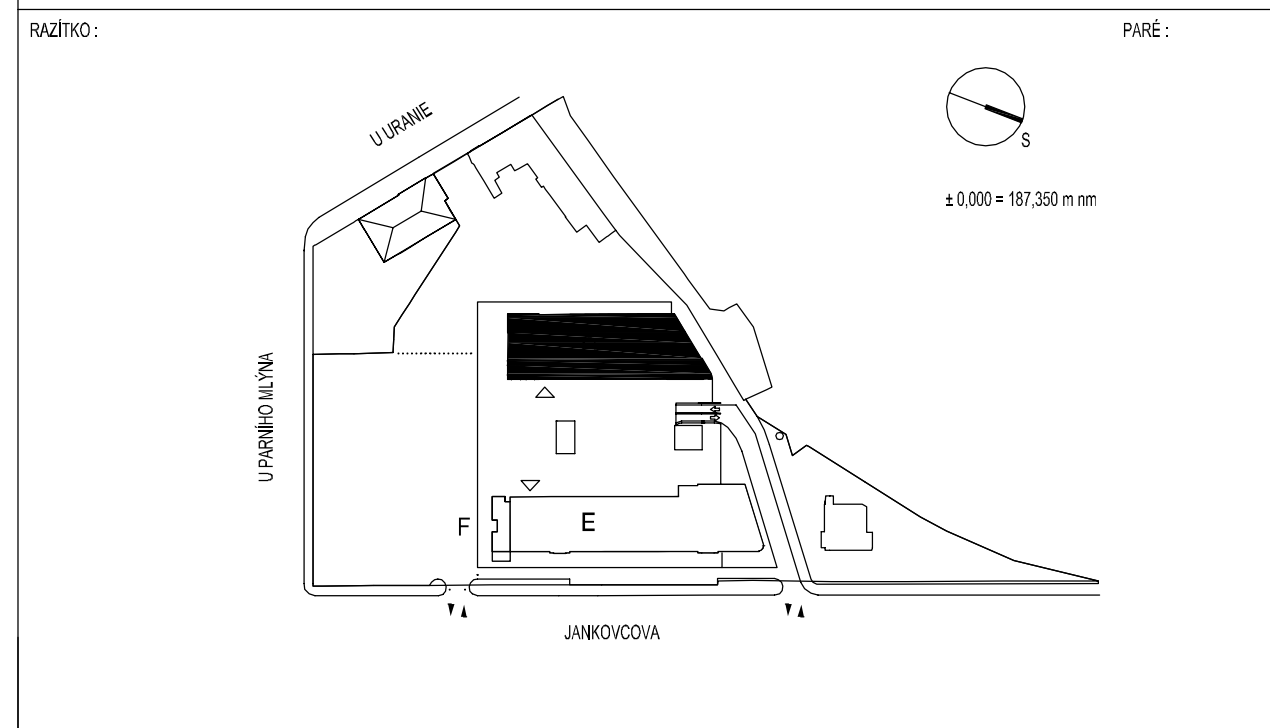 RAZÍTKO :
PARÉ :
U URANIE
S
± 0,000 = 187,350 m nm
U PARNÍHO MLÝNA
F
E
JANKOVCOVA